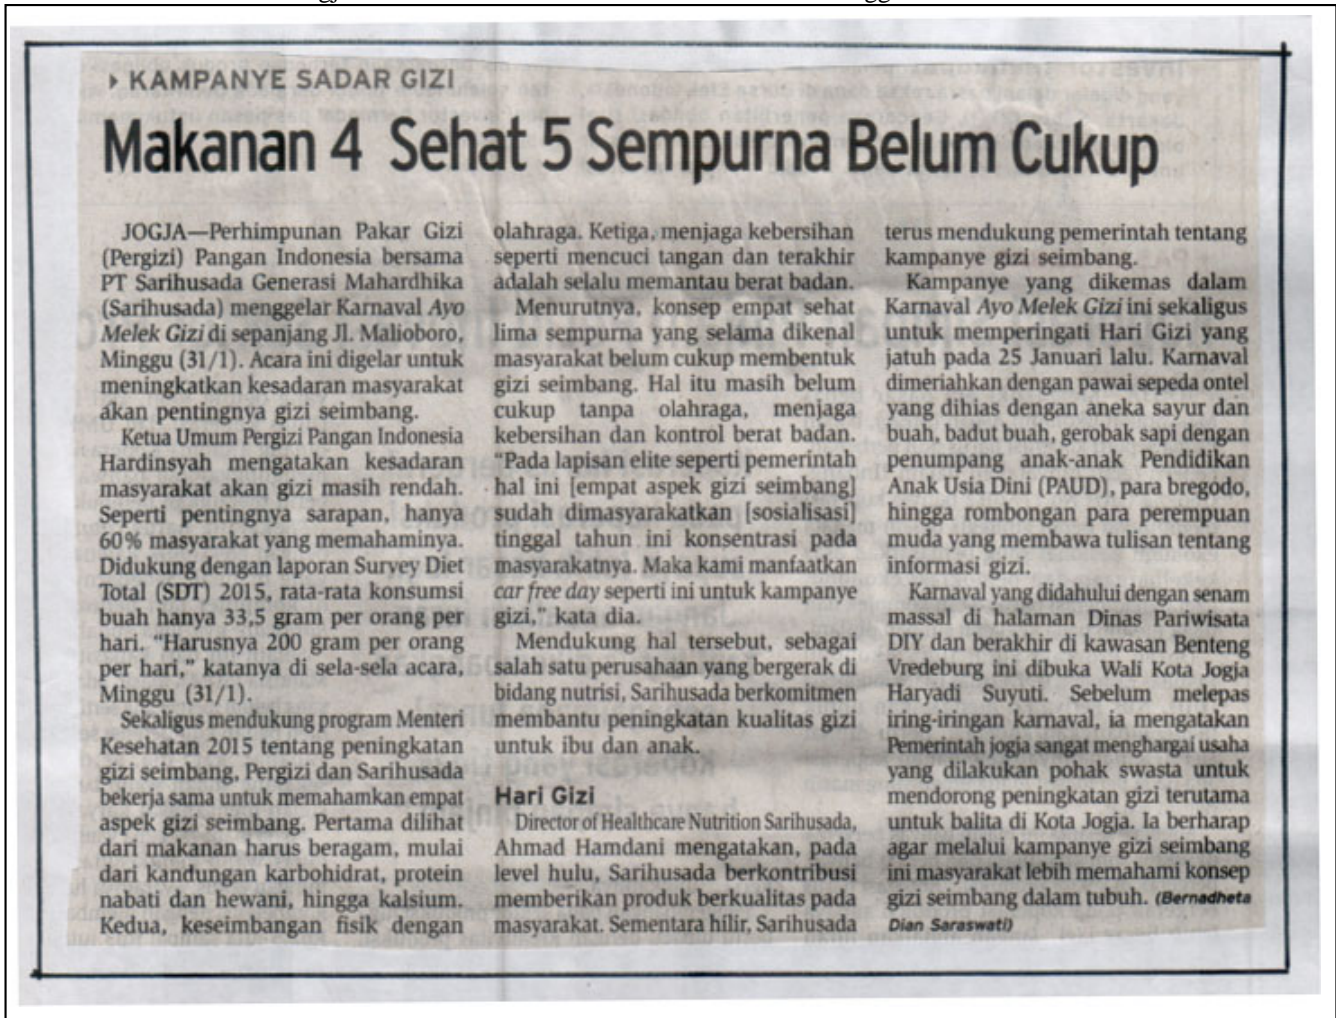 KAMPANYE SADAR GIZI
Makanan 4 Sehat 5 Sempurna Belum Cukup
JOGJA—Perhimpunan Pakar Gizi
(Pergizi) Pangan Indonesia bersama
PT Sarihusada Generasi Mahardhika
(Sarihusada) menggelar Karnaval Ayo
Melek Gizi di sepanjang Jl. Malioboro,
Minggu (31/1). Acara ini digelar untuk
meningkatkan kesadaran masyarakat
akan pentingnya gizi seimbang.
Ketua Umum Pergizi Pangan Indonesia
Hardinsyah mengatakan kesadaran
masyarakat akan gizi masih rendah.
Seperti pentingnya sarapan, hanya
60% masyarakat yang memahaminya.
Didukung dengan laporan Survey Diet
Total (SDT) 2015, rata-rata konsumsi
buah hanya 33,5 gram per orang per
hari. “Harusnya 200 gram per orang
per hari,” katanya di sela-sela acara,
Minggu (31/1).
Sekaligus mendukung program Menteri
Kesehatan 2015 tentang peningkatan
gizi seimbang, Pergizi dan Sarihusada
bekerja sama untuk memahamkan empat
aspek gizi seimbang. Pertama dilihat
dari makanan harus beragam, mulai
dari kandungan karbohidrat, protein
nabati dan hewani, hingga kalsium.
Kedua, keseimbangan fisik dengan
olahraga. Ketiga, menjaga kebersihan
seperti mencuci tangan dan terakhir
adalah selalu memantau berat badan.
Menurutnya, konsep empat sehat
lima sempurna yang selama dikenal
masyarakat belum cukup membentuk
gizi seimbang. Hal itu masih belum
cukup tanpa olahraga, menjaga
kebersihan dan kontrol berat badan.
“Pada lapisan elite seperti pemerintah
hal ini [empat aspek gizi seimbang]
sudah dimasyarakatkan [sosialisasi]
tinggal tahun ini konsentrasi pada
masyarakatnya. Maka kami manfaatkan
car free day seperti ini untuk kampanye
gizi,” kata dia.
Mendukung hal tersebut, sebagai
salah satu perusahaan yang bergerak di
bidang nutrisi, Sarihusada berkomitmen
membantu peningkatan kualitas gizi
untuk ibu dan anak.
Hari Gizi
Director of Healthcare Nutrition Sarihusada,
Ahmad Hamdani mengatakan, pada
level hulu, Sarihusada berkontribusi
memberikan produk berkualitas pada
masyarakat. Sementara hilir, Sarihusada
terus mendukung pemerintah tentang
kampanye gizi seimbang.
Kampanye yang dikemas dalam
Karnaval Ayo Melek Gizi ini sekaligus
untuk memperingati Hari Gizi yang
jatuh pada 25 Januari lalu. Karnaval
dimeriahkan dengan pawai sepeda ontel
yang dihias dengan aneka sayur dan
buah, badut buah, gerobak sapi dengan
penumpang anak-anak Pendidikan
Anak Usia Dini (PAUD), para bregodo,
hingga rombongan para perempuan
muda yang membawa tulisan tentang
informasi gizi.
Karnaval yang didahului dengan senam
massal di halaman Dinas Pariwisata
DIY dan berakhir di kawasan Benteng
Vredeburg ini dibuka Wali Kota Jogja
Haryadi Suyuti. Sebelum melepas
iring-iringan karnaval, ia mengatakan
Pemerintah jogja sangat menghargai usaha
yang dilakukan pohak swasta untuk
mendorong peningkatan gizi terutama
untuk balita di Kota Jogja. Ia berharap
agar melalui kampanye gizi seimbang
ini masyarakat lebih memahami konsep
gizi seimbang dalam tubuh. (Bernadheta
Dian Saraswati)